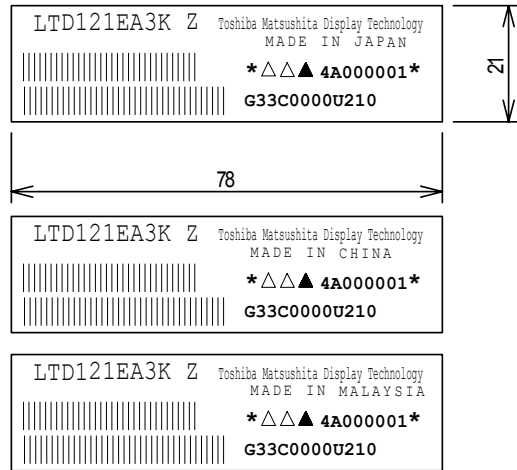 LTD121EA3K Z Toshiba Matsushita Display Technology
MADE IN JAPAN
*△△▲ 4A000001*
G33C0000U210
21
78
LTD121EA3K Z Toshiba Matsushita Display Technology
MADE IN CHINA
*△△▲ 4A000001*
G33C0000U210
LTD121EA3K Z Toshiba Matsushita Display Technology
MADE IN MALAYSIA
*△△▲ 4A000001*
G33C0000U210